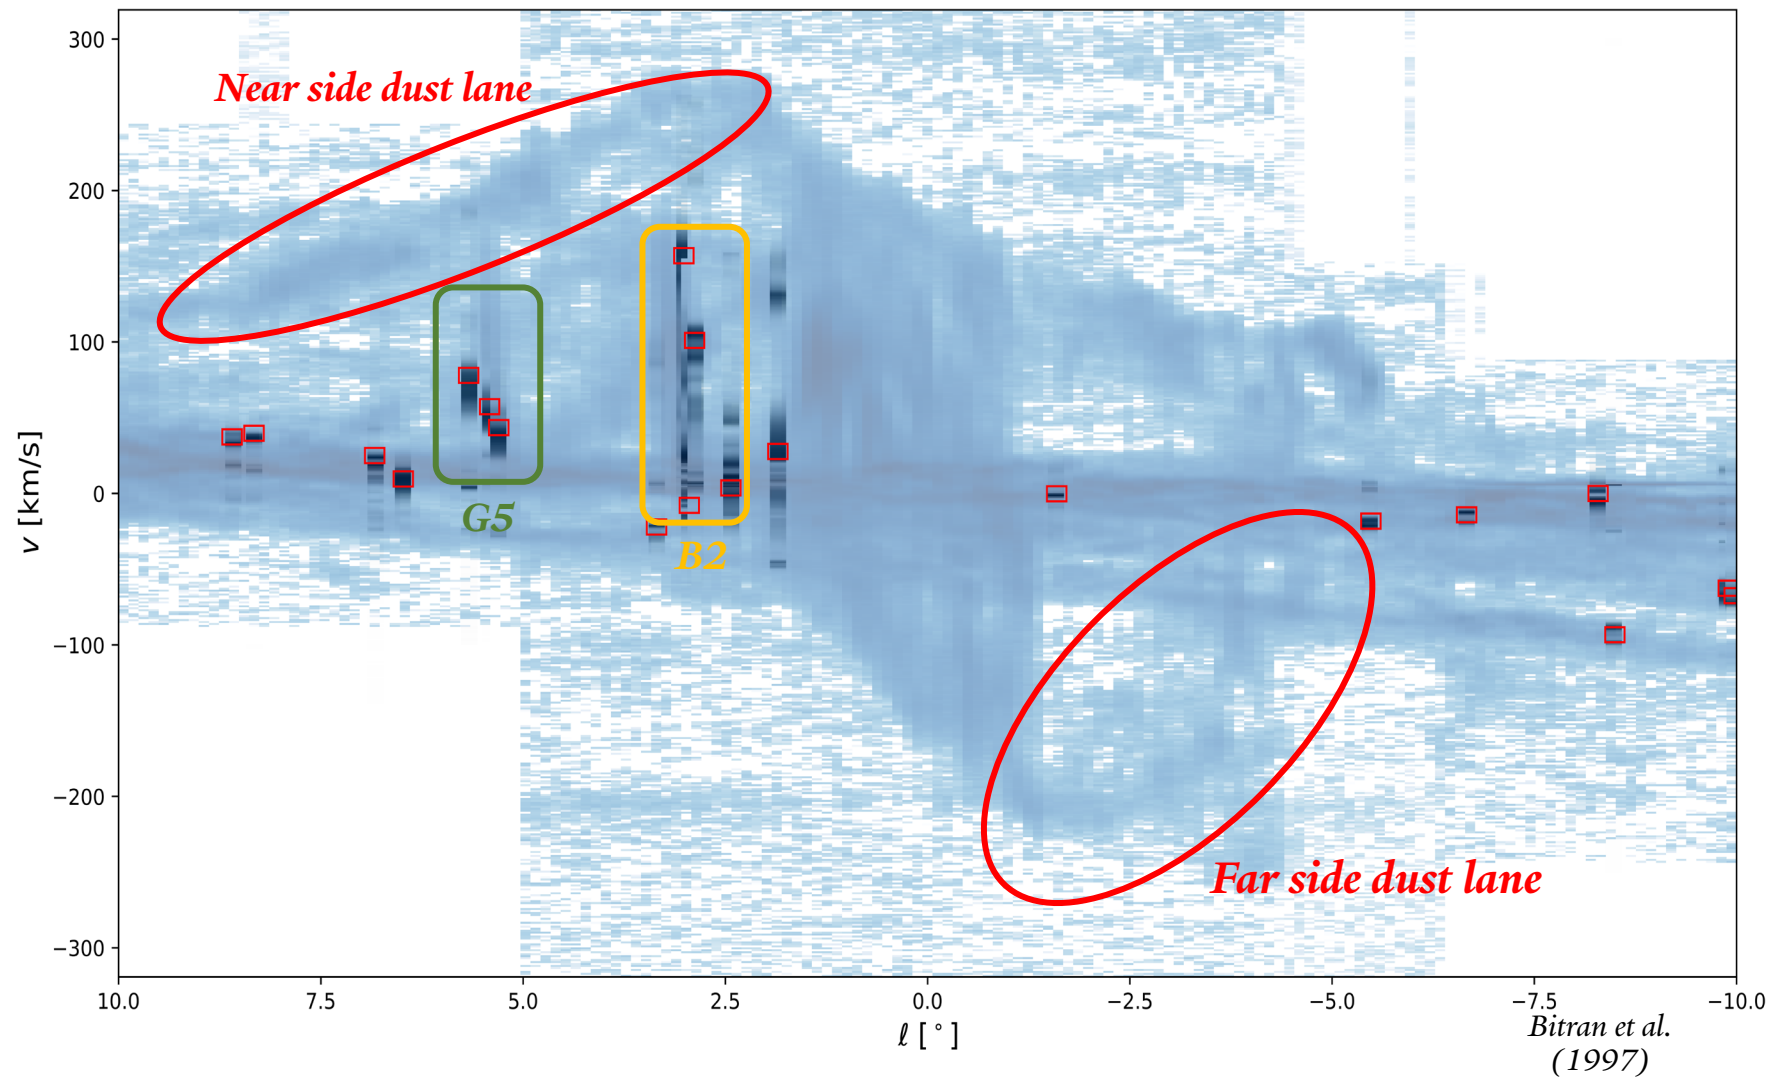 Near side dust lane
300
200
100
0
−100
−200
−300
v [km/s]
G5
B2
Far side dust lane
10.0 7.5 5.0 2.5 0.0 −2.5 −5.0 −7.5 −10.0
ℓ [°]
Bitran et al.
(1997)